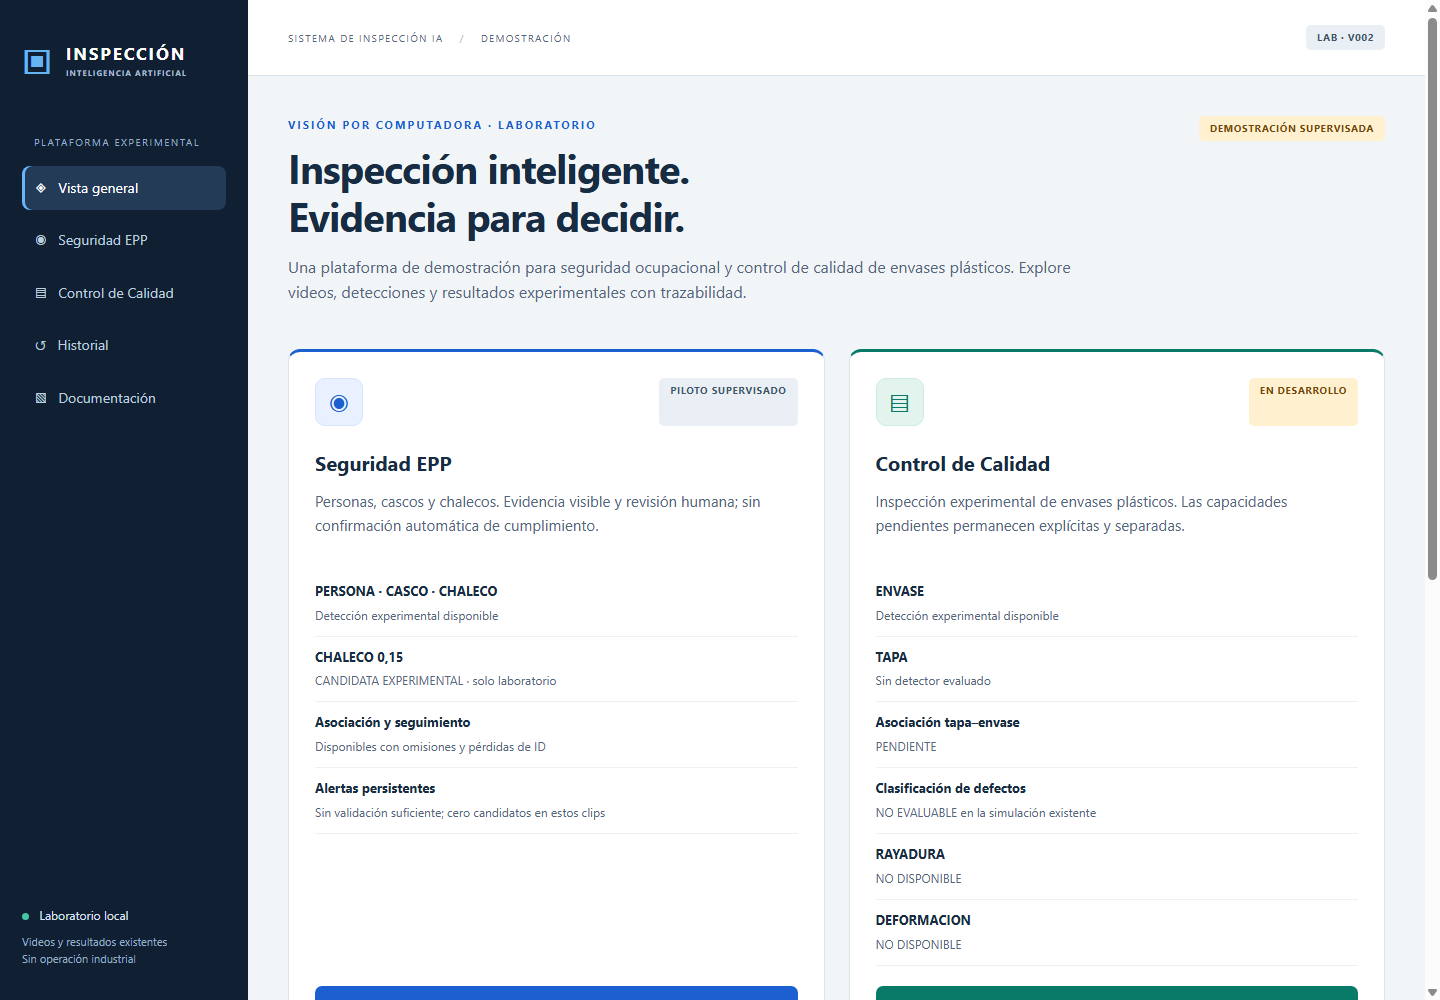 INSPECCIÓN
INTELIGENCIA ARTIFICIAL
PLATAFORMA EXPERIMENTAL
Vista general
Seguridad EPP
Control de Calidad
Historial
Documentación
Laboratorio local
Videos y resultados existentes
Sin operación industrial
SISTEMA DE INSPECCIÓN IA / DEMOSTRACIÓN
LAB · V002
VISIÓN POR COMPUTADORA · LABORATORIO
DEMOSTRACIÓN SUPERVISADA
Inspección inteligente.
Evidencia para decidir.
Una plataforma de demostración para seguridad ocupacional y control de calidad de envases plásticos. Explore
videos, detecciones y resultados experimentales con trazabilidad.
PILOTO SUPERVISADO
Seguridad EPP
Personas, cascos y chalecos. Evidencia visible y revisión humana; sin
confirmación automática de cumplimiento.
PERSONA · CASCO · CHALECO
Detección experimental disponible
CHALECO 0,15
CANDIDATA EXPERIMENTAL · solo laboratorio
Asociación y seguimiento
Disponibles con omisiones y pérdidas de ID
Alertas persistentes
Sin validación suficiente; cero candidatos en estos clips
EN DESARROLLO
Control de Calidad
Inspección experimental de envases plásticos. Las capacidades
pendientes permanecen explícitas y separadas.
ENVASE
Detección experimental disponible
TAPA
Sin detector evaluado
Asociación tapa–envase
PENDIENTE
Clasificación de defectos
NO EVALUABLE en la simulación existente
RAYADURA
NO DISPONIBLE
DEFORMACION
NO DISPONIBLE